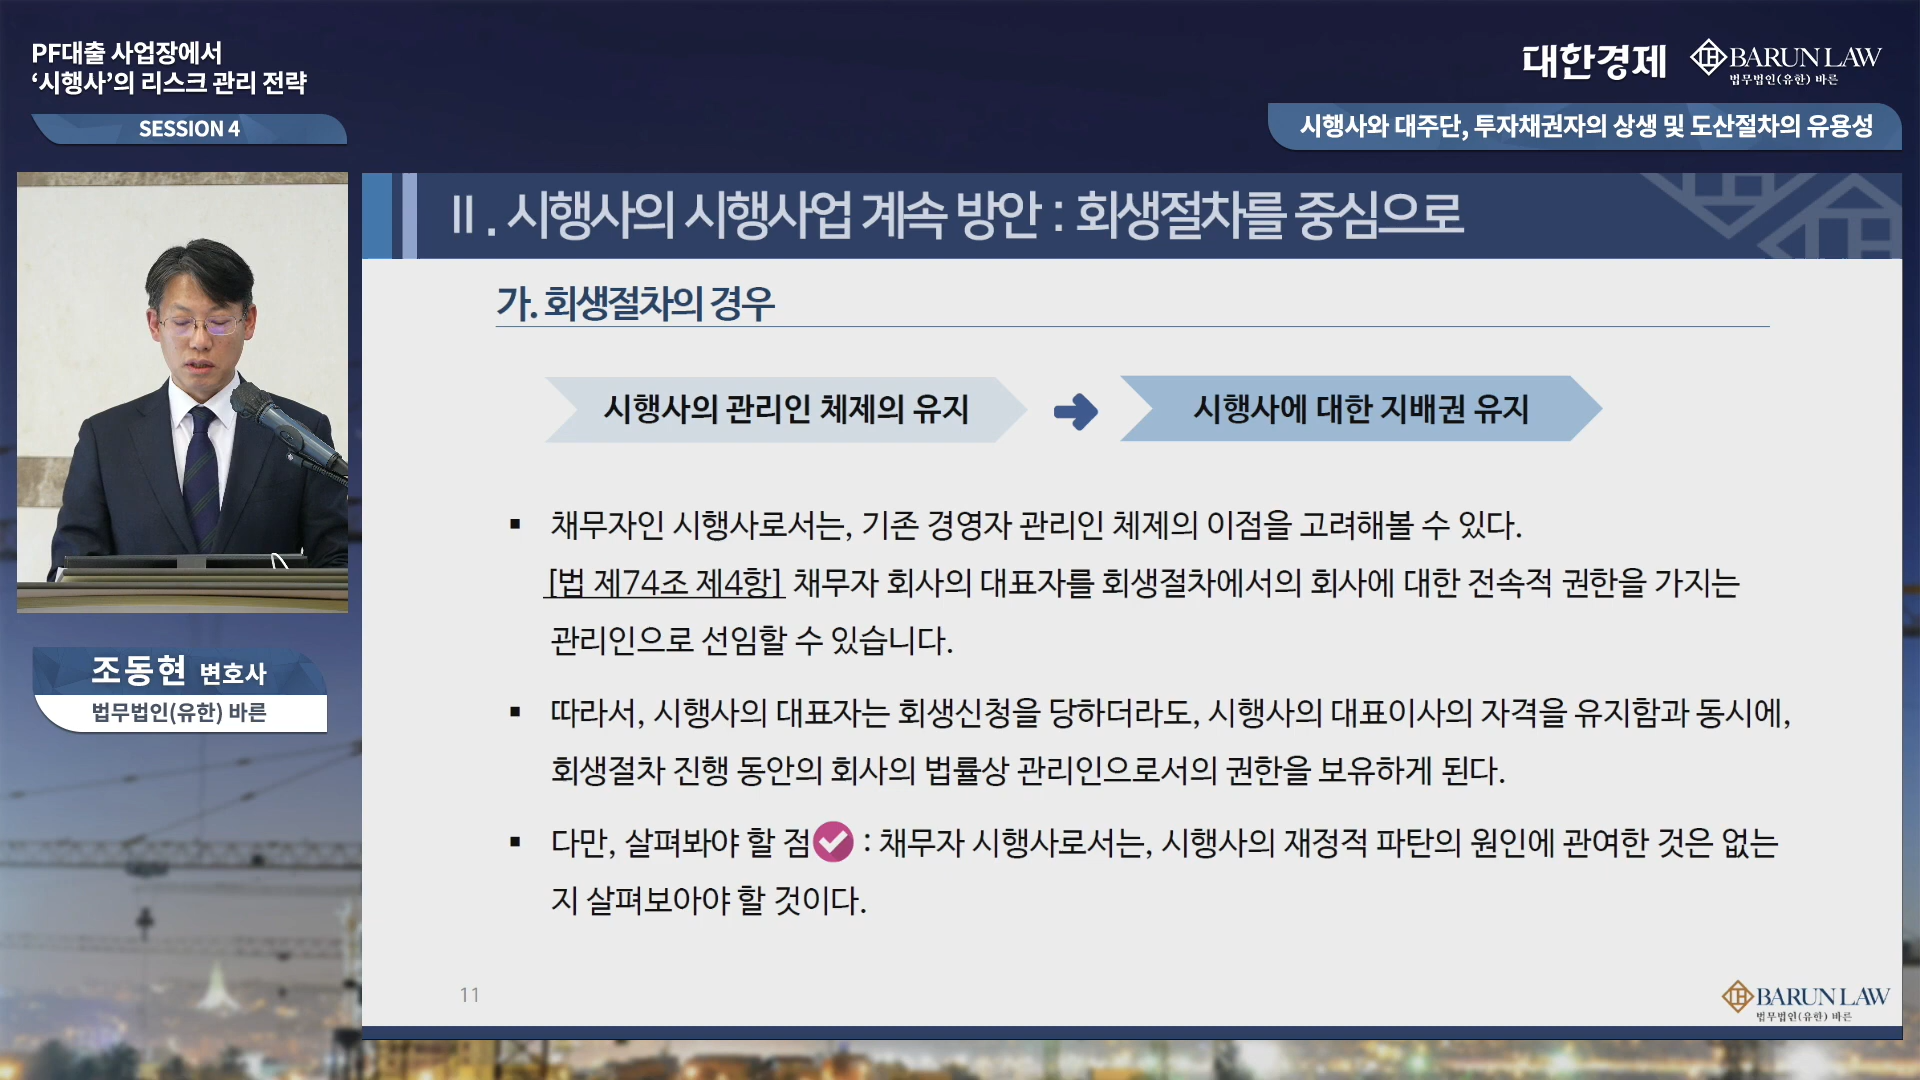 PF대출 사업장에서
‘시행사’의 리스크 관리 전략
SESSION 4
대한경제
BARUN LAW
법무법인(유한) 바른
시행사와 대주단, 투자채권자의 상생 및 도산절차의 유용성
Ⅱ. 시행사의 시행사업 계속 방안 : 회생절차를 중심으로
가. 회생절차의 경우
시행사의 관리인 체제의 유지
시행사에 대한 지배권 유지
▪ 채무자인 시행사로서는, 기존 경영자 관리인 체제의 이점을 고려해볼 수 있다.
[법 제74조 제4항] 채무자 회사의 대표자를 회생절차에서의 회사에 대한 전속적 권한을 가지는
관리인으로 선임할 수 있습니다.
▪ 따라서, 시행사의 대표자는 회생신청을 당하더라도, 시행사의 대표이사의 자격을 유지함과 동시에,
회생절차 진행 동안의 회사의 법률상 관리인으로서의 권한을 보유하게 된다.
▪ 다만, 살펴봐야 할 점 : 채무자 시행사로서는, 시행사의 재정적 파탄의 원인에 관여한 것은 없는
지 살펴보아야 할 것이다.
조동현 변호사
법무법인(유한) 바른
11
BARUN LAW
법무법인(유한) 바른